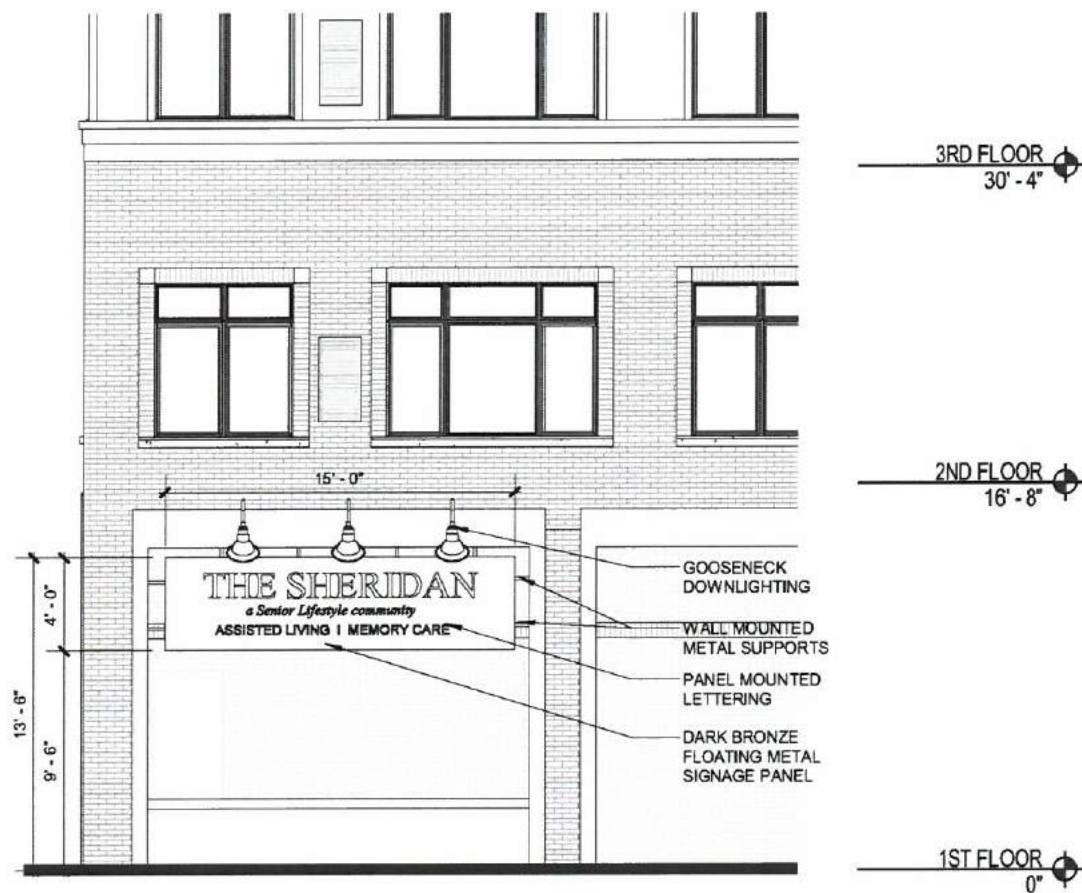 3RD FLOOR
30' - 4"
2ND FLOOR
16' - 8"
15' - 0"
GOOSENECK
DOWNLIGHTING
THE SHERIDAN
a Senior Lifestyle community
ASSISTED LIVING | MEMORY CARE
4' - 0"
WALL MOUNTED
METAL SUPPORTS
PANEL MOUNTED
LETTERING
13' - 6"
9' - 6"
DARK BRONZE
FLOATING METAL
SIGNAGE PANEL
1ST FLOOR
0"